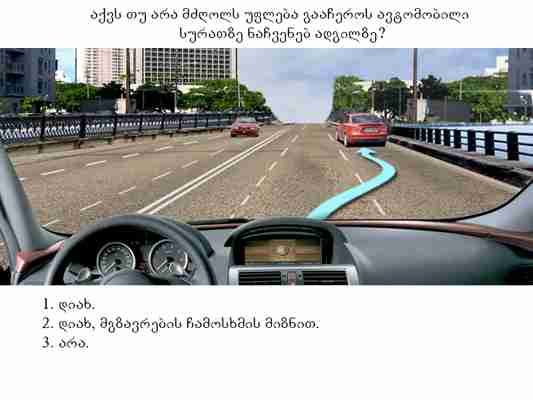 აქვს თუ არა მძღოლს უფლება გააჩეროს ავტომობილი
სურათზე ნაჩვენებ ადგილზე?
1. დიახ.
2. დიახ, მგზავრების ჩამოსხმის მიზნით.
3. არა.